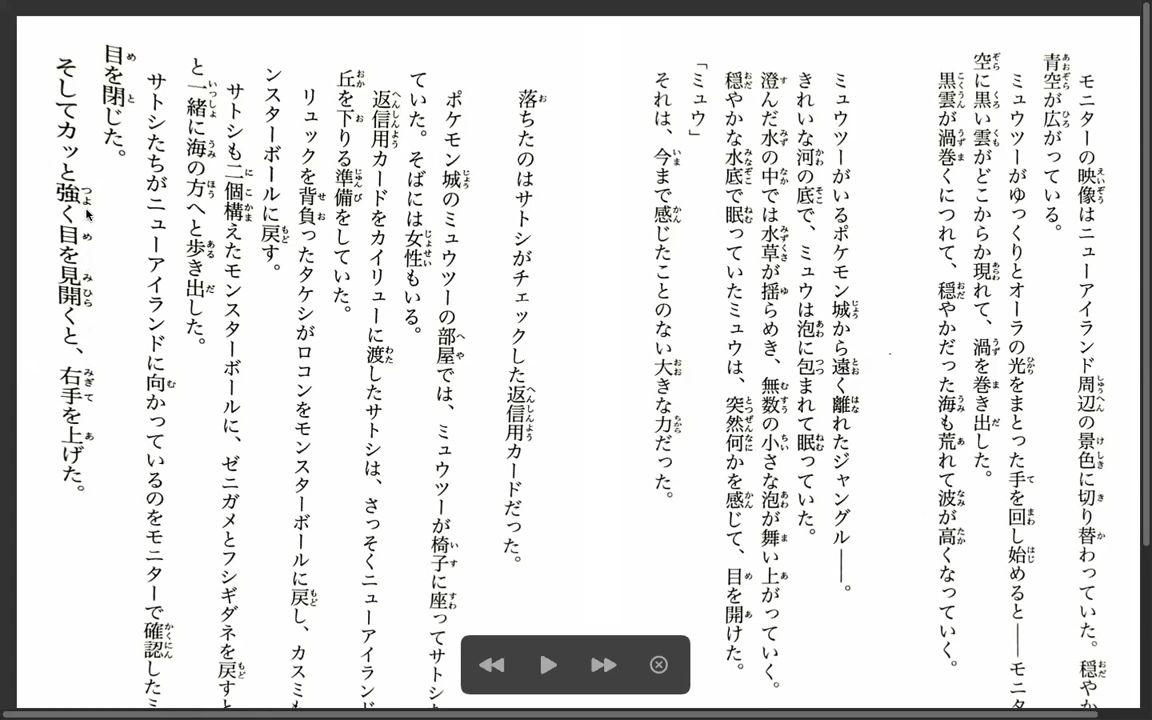 モニターの映像はニューアイランド周辺の景色に切り替わっていた。穏やか
青空が広がっている。
ミュウツーがゆっくりとオーラの光をまとった手を回し始めると――モニタ
空に黒い雲がどこからか現れて、渦を巻き出した。
黒雲が渦巻くにつれて、穏やかだった海も荒れて波が高くなっていく。
ミュウツーがいるポケモン城から遠く離れたジャングル――。
きれいな河の底で、ミュウは泡に包まれて眠っていた。
澄んだ水の中では水草が揺らめき、無数の小さな泡が舞い上がっていく。
穏やかな水底で眠っていたミュウは、突然何かを感じて、目を開けた。
「ミュウ」
それは、今まで感じたことのない大きな力だった。
落ちたのはサトシがチェックした返信用カードだった。
ポケモン城のミュウツーの部屋では、ミュウツーが椅子に座ってサトシた
ていた。そばには女性もいる。
返信用カードをカイリューに渡したサトシは、さっそくニューアイランド
丘を下りる準備をしていた。
リュックを背負ったタケシがロコンをモンスターボールに戻し、カスミも
ンスターボールに戻す。
サトシも二個構えたモンスターボールに、ゼニガメとフシギダネを戻すと
と一緒に海の方へと歩き出した。
サトシたちがニューアイランドに向かっているのをモニターで確認したミ
目を閉じた。
そしてカッと強く目を見開くと、右手を上げた。